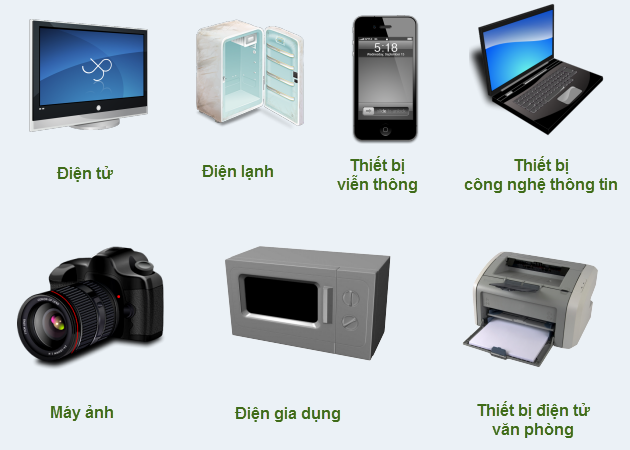 5:18
Điện tử
Điện lạnh
Thiết bị
viễn thông
Thiết bị
công nghệ thông tin
Máy ảnh
Điện gia dụng
Thiết bị điện tử
văn phòng